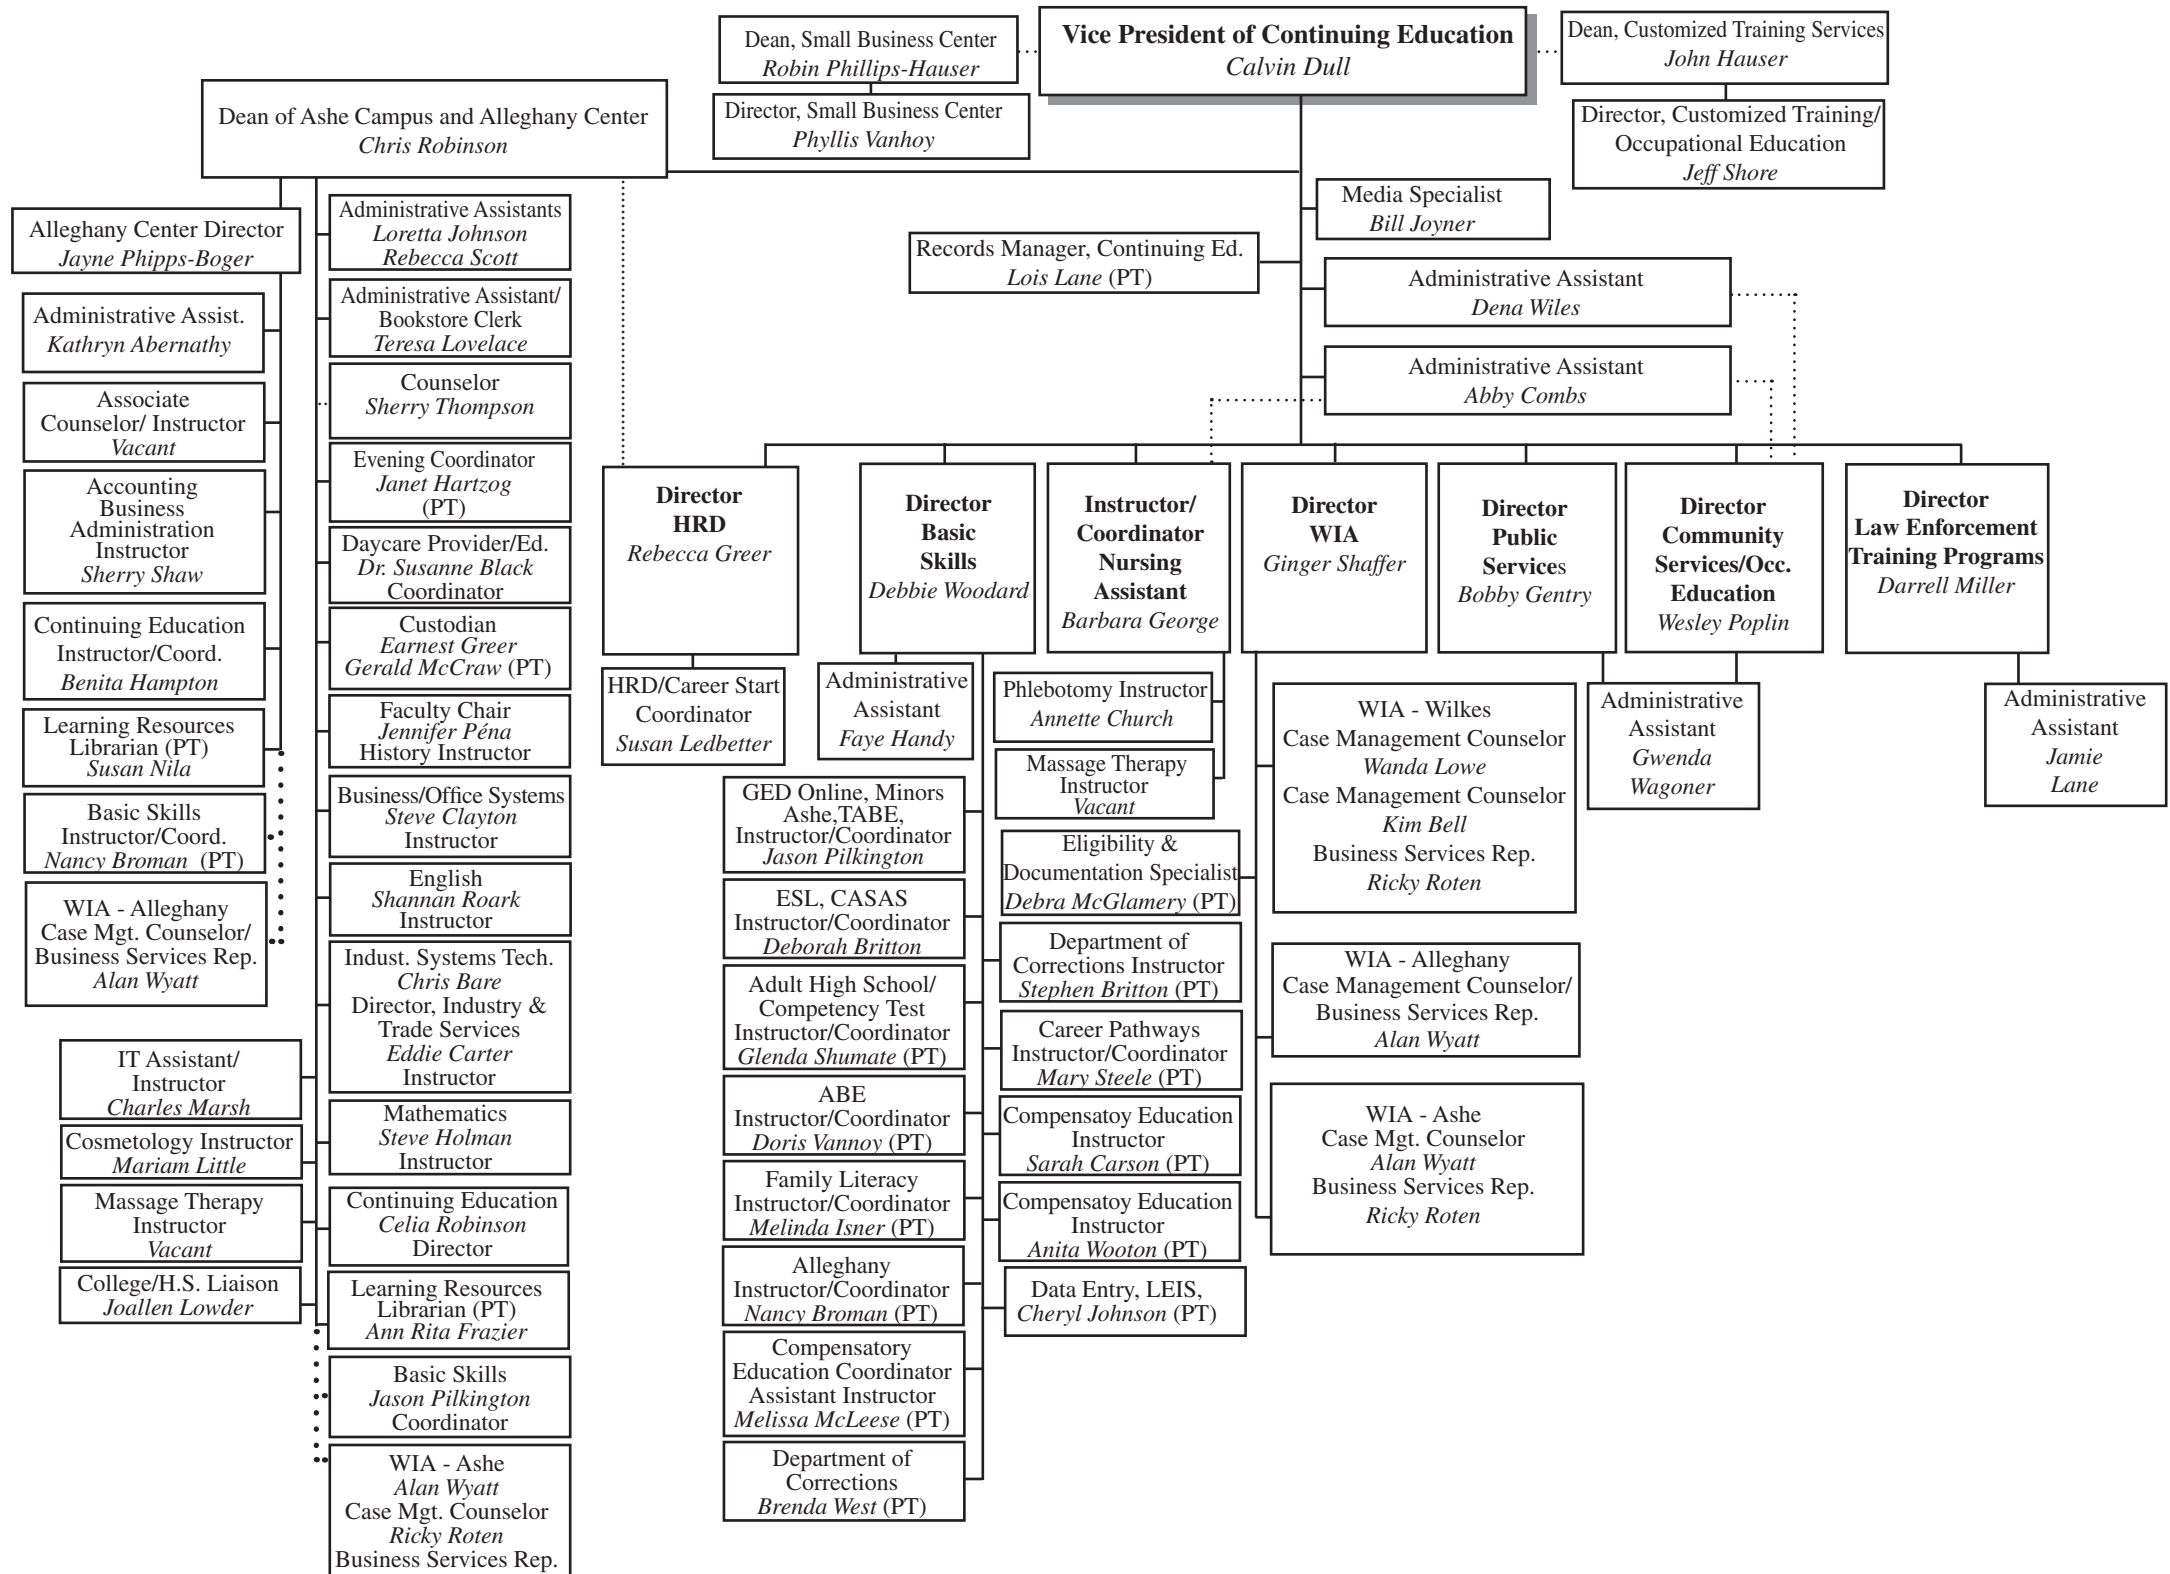 Vice President of Continuing Education
Calvin Dull
Dean, Small Business Center
Robin Phillips-Hauser
Director, Small Business Center
Phyllis Vanhoy
Dean, Customized Training Services
John Hauser
Director, Customized Training/
Occupational Education
Jeff Shore
Dean of Ashe Campus and Alleghany Center
Chris Robinson
Alleghany Center Director
Jayne Phipps-Boger
Administrative Assist.
Kathryn Abernathy
Associate
Counselor/ Instructor
Vacant
Accounting
Business
Administration
Instructor
Sherry Shaw
Continuing Education
Instructor/Coord.
Benita Hampton
Learning Resources
Librarian (PT)
Susan Nila
Basic Skills
Instructor/Coord.
Nancy Broman (PT)
WIA - Alleghany
Case Mgt. Counselor/
Business Services Rep.
Alan Wyatt
IT Assistant/
Instructor
Charles Marsh
Cosmetology Instructor
Mariam Little
Massage Therapy
Instructor
Vacant
College/H.S. Liaison
Joallen Lowder
Administrative Assistants
Loretta Johnson
Rebecca Scott
Administrative Assistant/
Bookstore Clerk
Teresa Lovelace
Counselor
Sherry Thompson
Evening Coordinator
Janet Hartzog
(PT)
Daycare Provider/Ed.
Dr. Susanne Black
Coordinator
Custodian
Earnest Greer
Gerald McCraw (PT)
Faculty Chair
Jennifer Péna
History Instructor
Business/Office Systems
Steve Clayton
Instructor
English
Shannan Roark
Instructor
Indust. Systems Tech.
Chris Bare
Director, Industry &
Trade Services
Eddie Carter
Instructor
Mathematics
Steve Holman
Instructor
Continuing Education
Celia Robinson
Director
Learning Resources
Librarian (PT)
Ann Rita Frazier
Basic Skills
Jason Pilkington
Coordinator
WIA - Ashe
Alan Wyatt
Case Mgt. Counselor
Ricky Roten
Business Services Rep.
Media Specialist
Bill Joyner
Records Manager, Continuing Ed.
Lois Lane (PT)
Administrative Assistant
Dena Wiles
Administrative Assistant
Abby Combs
Director
HRD
Rebecca Greer
HRD/Career Start
Coordinator
Susan Ledbetter
Director
Basic
Skills
Debbie Woodard
Administrative
Assistant
Faye Handy
GED Online, Minors
Ashe,TABE,
Instructor/Coordinator
Jason Pilkington
ESL, CASAS
Instructor/Coordinator
Deborah Britton
Adult High School/
Competency Test
Instructor/Coordinator
Glenda Shumate (PT)
ABE
Instructor/Coordinator
Doris Vannoy (PT)
Family Literacy
Instructor/Coordinator
Melinda Isner (PT)
Alleghany
Instructor/Coordinator
Nancy Broman (PT)
Compensatory
Education Coordinator
Assistant Instructor
Melissa McLeese (PT)
Department of
Corrections
Brenda West (PT)
Instructor/
Coordinator
Nursing
Assistant
Barbara George
Phlebotomy Instructor
Annette Church
Massage Therapy
Instructor
Vacant
Eligibility &
Documentation Specialist
Debra McGlamery (PT)
Department of
Corrections Instructor
Stephen Britton (PT)
Career Pathways
Instructor/Coordinator
Mary Steele (PT)
Compensatoy Education
Instructor
Sarah Carson (PT)
Compensatoy Education
Instructor
Anita Wooton (PT)
Data Entry, LEIS,
Cheryl Johnson (PT)
Director
WIA
Ginger Shaffer
WIA - Wilkes
Case Management Counselor
Wanda Lowe
Case Management Counselor
Kim Bell
Business Services Rep.
Ricky Roten
WIA - Alleghany
Case Management Counselor/
Business Services Rep.
Alan Wyatt
WIA - Ashe
Case Mgt. Counselor
Alan Wyatt
Business Services Rep.
Ricky Roten
Director
Public
Services
Bobby Gentry
Director
Community
Services/Occ.
Education
Wesley Poplin
Administrative
Assistant
Gwenda
Wagoner
Director
Law Enforcement
Training Programs
Darrell Miller
Administrative
Assistant
Jamie
Lane